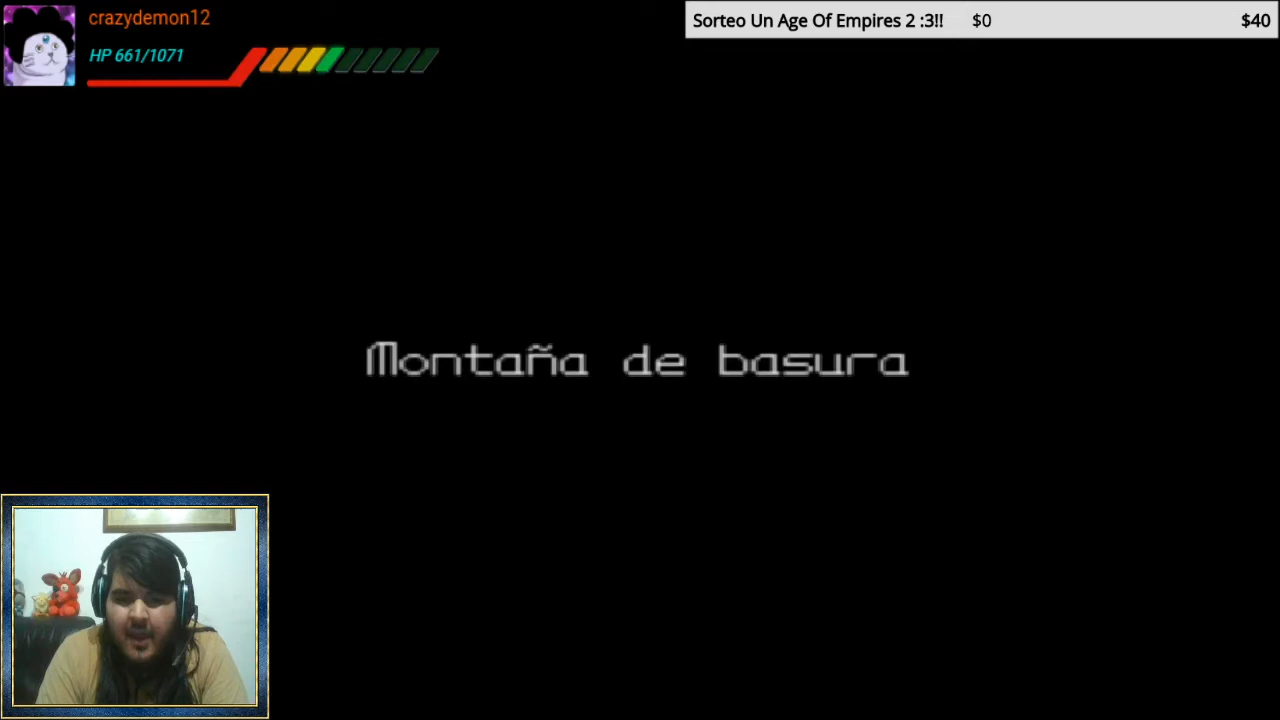 crazydemon12
HP 661/1071
Sorteo Un Age Of Empires 2 :3!! $0 $40
Montaña de basura